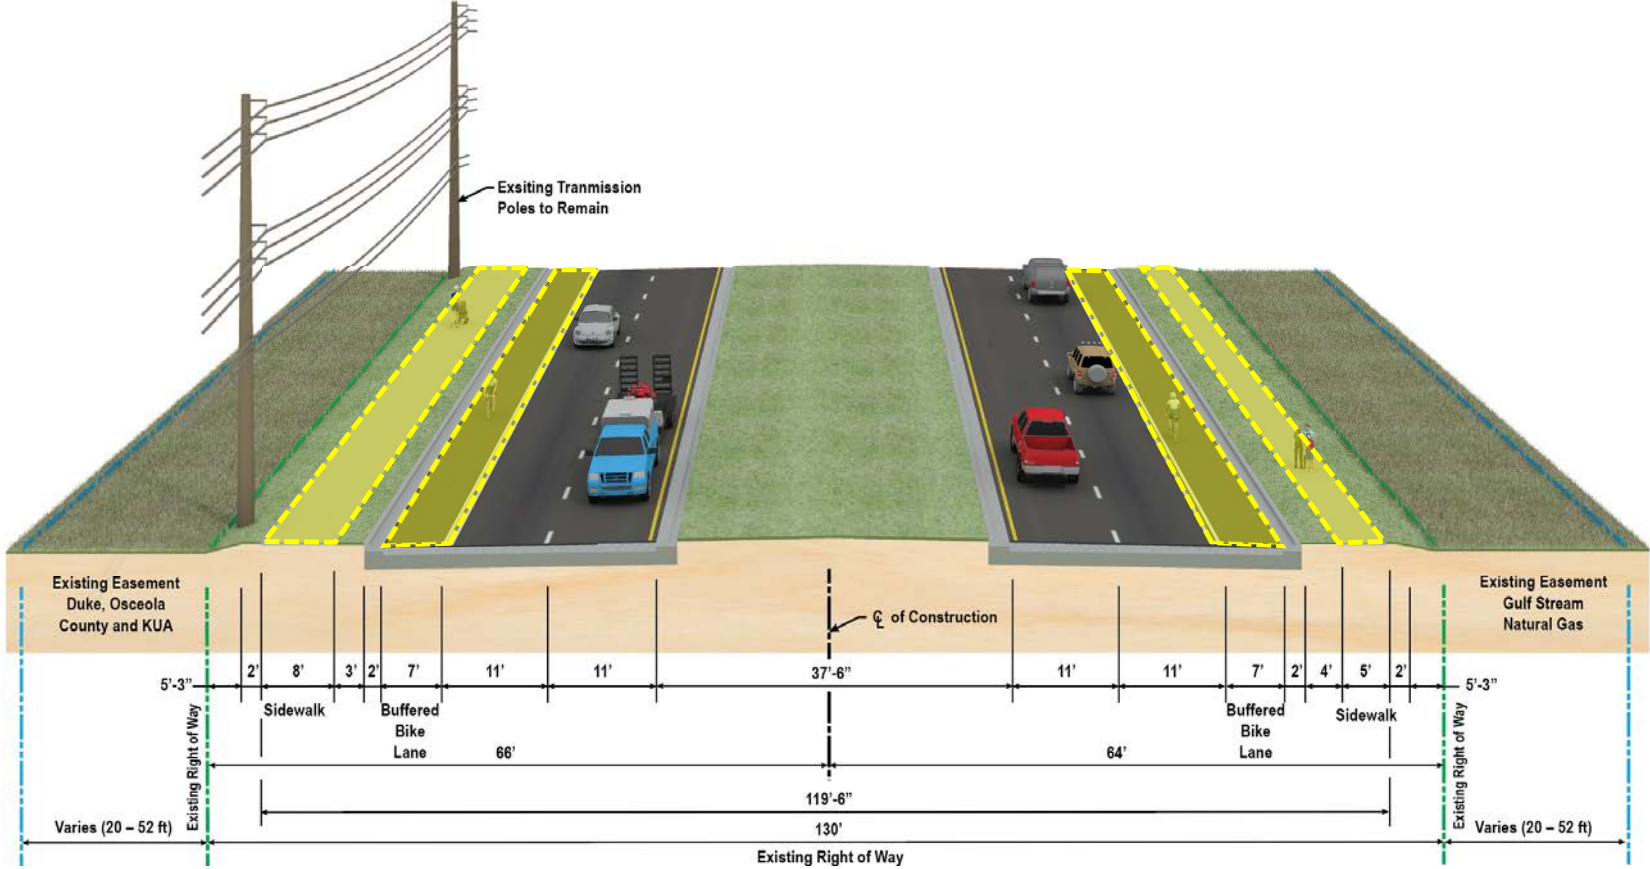 Exsiting Tranmission
Poles to Remain
Existing Easement
Duke, Osceola
County and KUA
℄ of Construction
Existing Easement
Gulf Stream
Natural Gas
5'-3" 2' 8' 3' 2' 7' 11' 11' 37'-6" 11' 11' 7' 2' 4' 5' 2' 5'-3"
Sidewalk
Buffered
Bike
Lane
Buffered
Bike
Lane
Sidewalk
66' 64'
Existing Right of Way
Existing Right of Way
119'-6"
Varies (20 – 52 ft) 130' Varies (20 – 52 ft)
Existing Right of Way